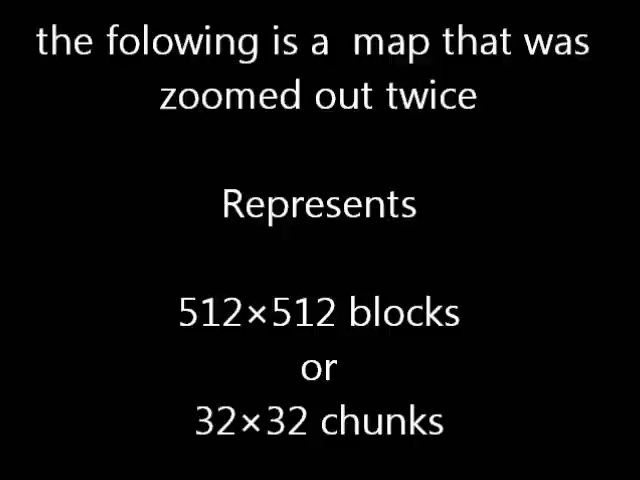 the folowing is a  map that was
zoomed out twice
Represents
512×512 blocks
or
32×32 chunks